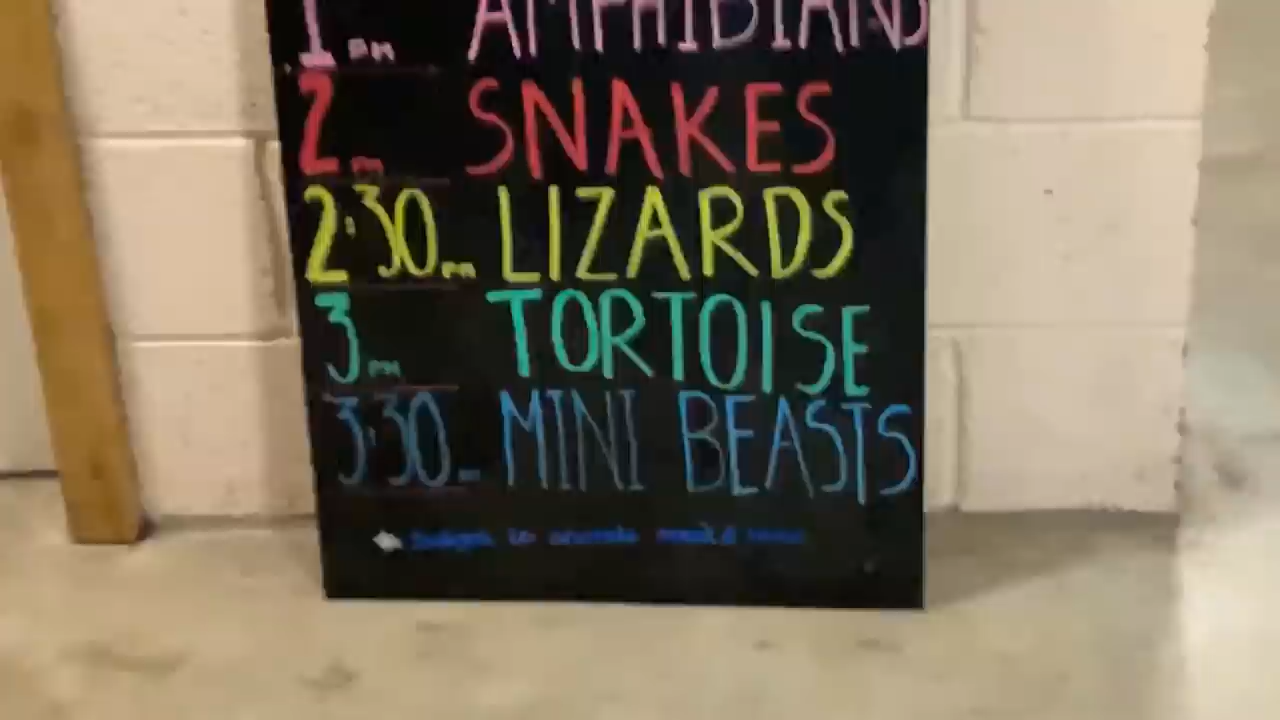 1 PM AMPHIBIANS
2 PM SNAKES
2:30 PM LIZARDS
3 PM TORTOISE
3:30 PM MINI BEASTS